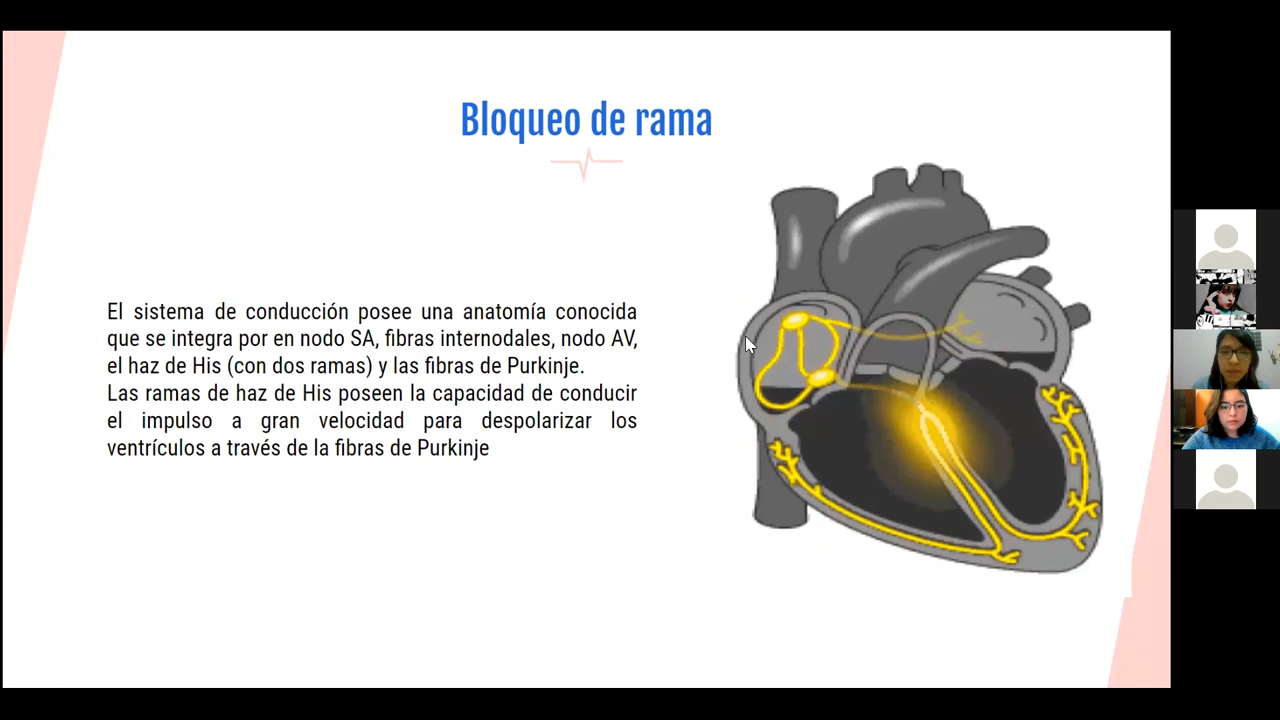 Bloqueo de rama
El sistema de conducción posee una anatomía conocida
que se integra por en nodo SA, fibras internodales, nodo AV,
el haz de His (con dos ramas) y las fibras de Purkinje.
Las ramas de haz de His poseen la capacidad de conducir
el impulso a gran velocidad para despolarizar los
ventrículos a través de la fibras de Purkinje